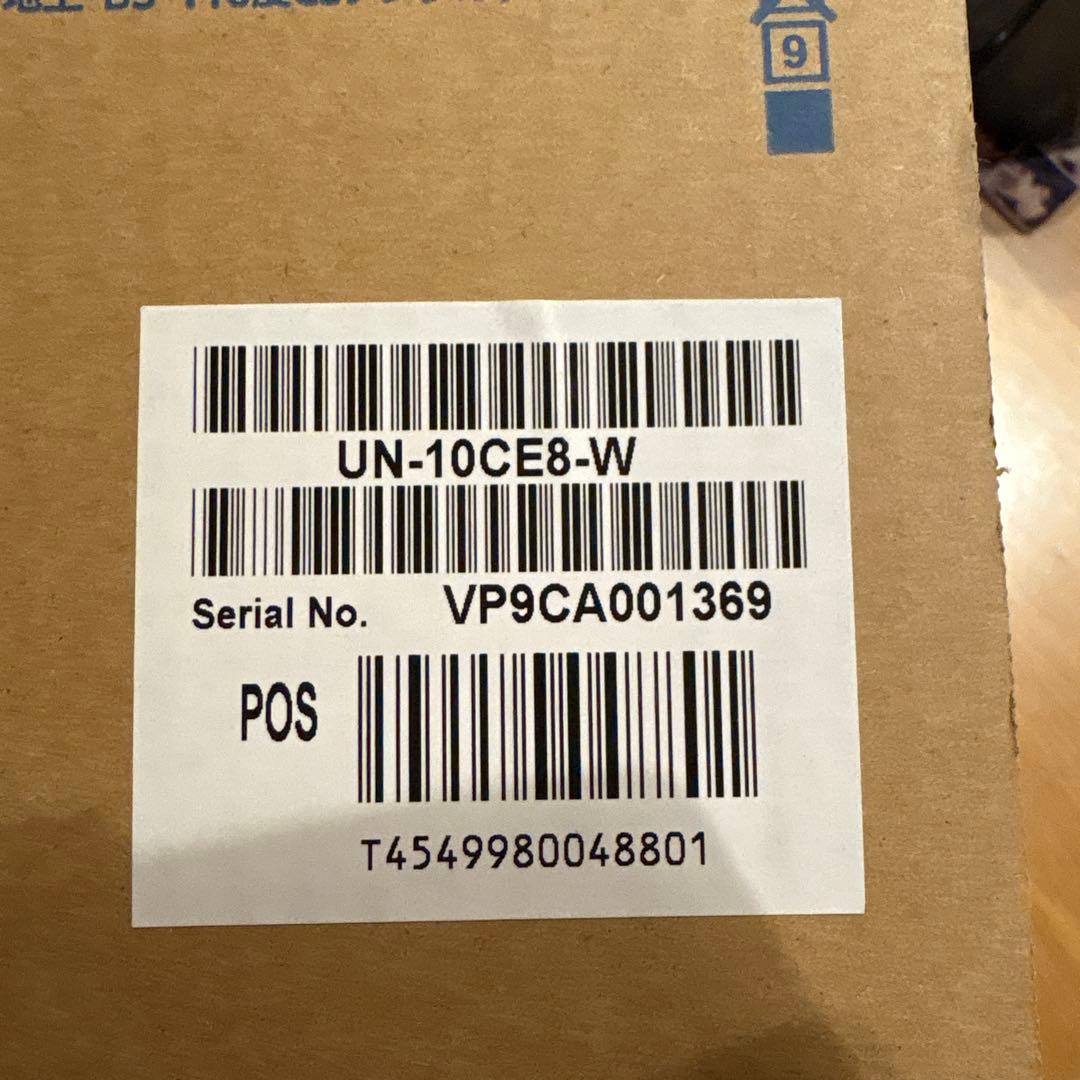 9
UN-10CE8-W
Serial No. VP9CA001369
POS
T4549980048801